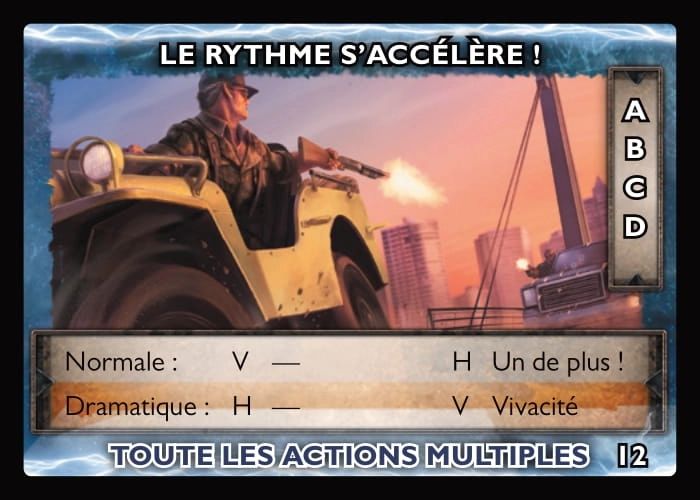 LE RYTHME S'ACCÉLÈRE !
A
B
C
D
Normale : V — H Un de plus !
Dramatique : H — V Vivacité
TOUTE LES ACTIONS MULTIPLES 12